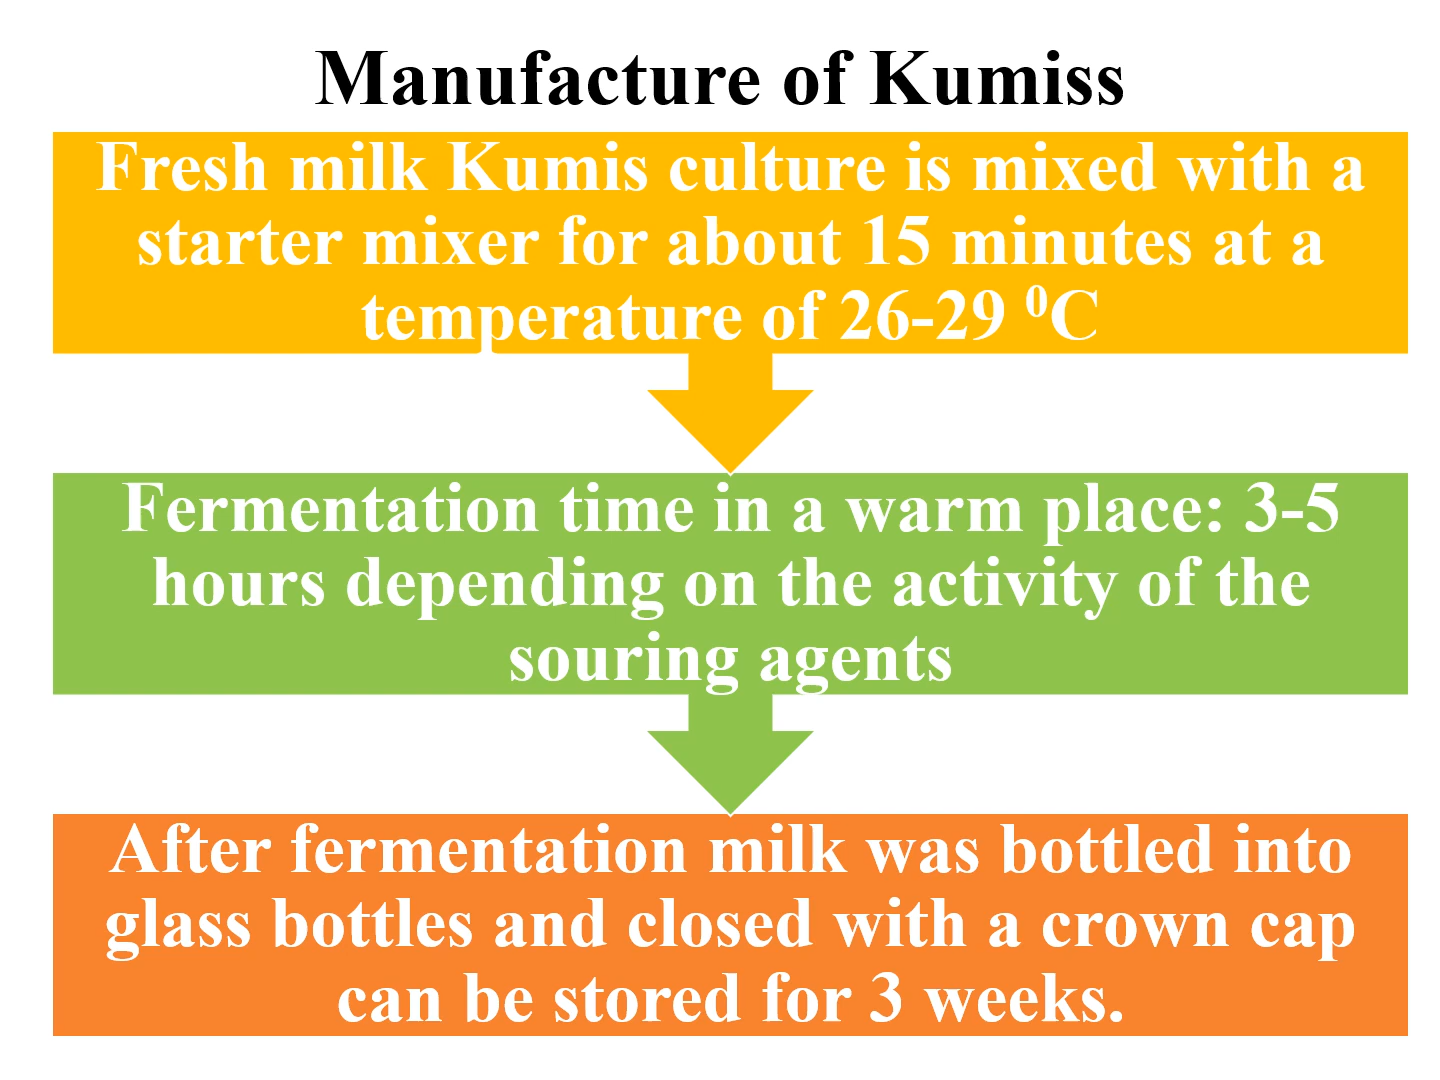 Manufacture of Kumiss
Fresh milk Kumis culture is mixed with a
starter mixer for about 15 minutes at a
temperature of 26-29 ⁰C
Fermentation time in a warm place: 3-5
hours depending on the activity of the
souring agents
After fermentation milk was bottled into
glass bottles and closed with a crown cap
can be stored for 3 weeks.